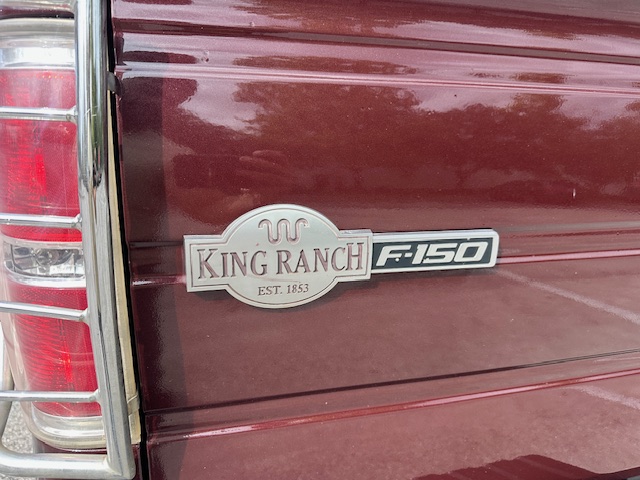 KING RANCH F-150
EST. 1853